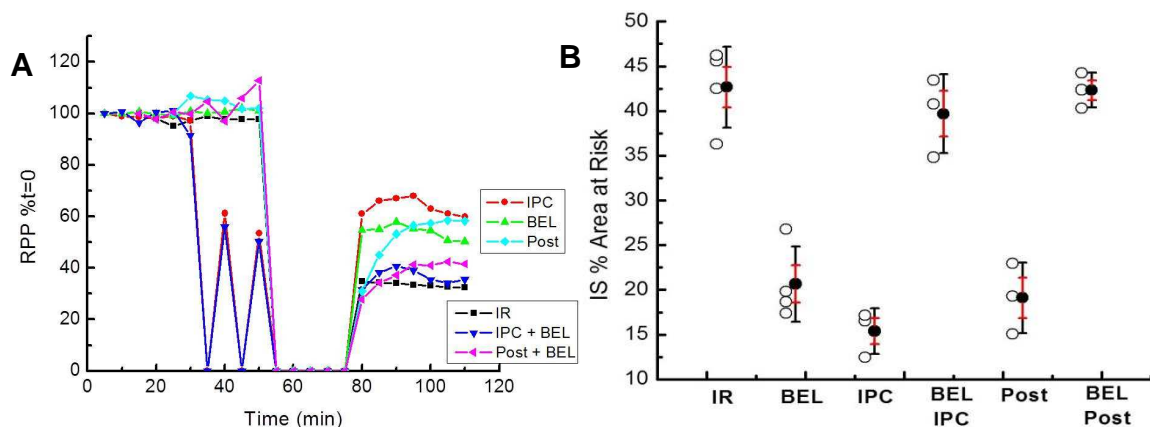 A
RPP %t=0
120
100
80
60
40
20
0
0 20 40 60 80 100 120
Time (min)
IPC
BEL
Post
IR
IPC + BEL
Post + BEL
B
IS % Area at Risk
50
45
40
35
30
25
20
15
10
IR BEL IPC BEL IPC Post BEL Post